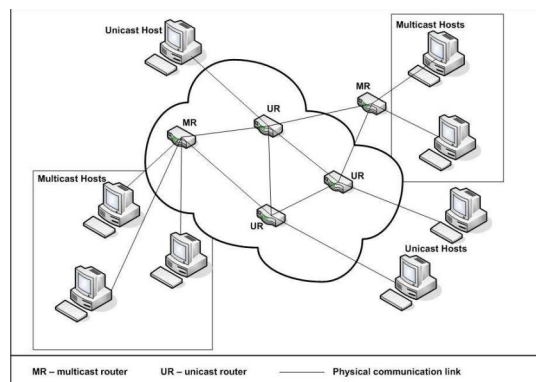 Unicast Host
Multicast Hosts
MR
MR
UR
UR
Multicast Hosts
UR
Unicast Hosts
MR – multicast router
UR – unicast router
Physical communication link